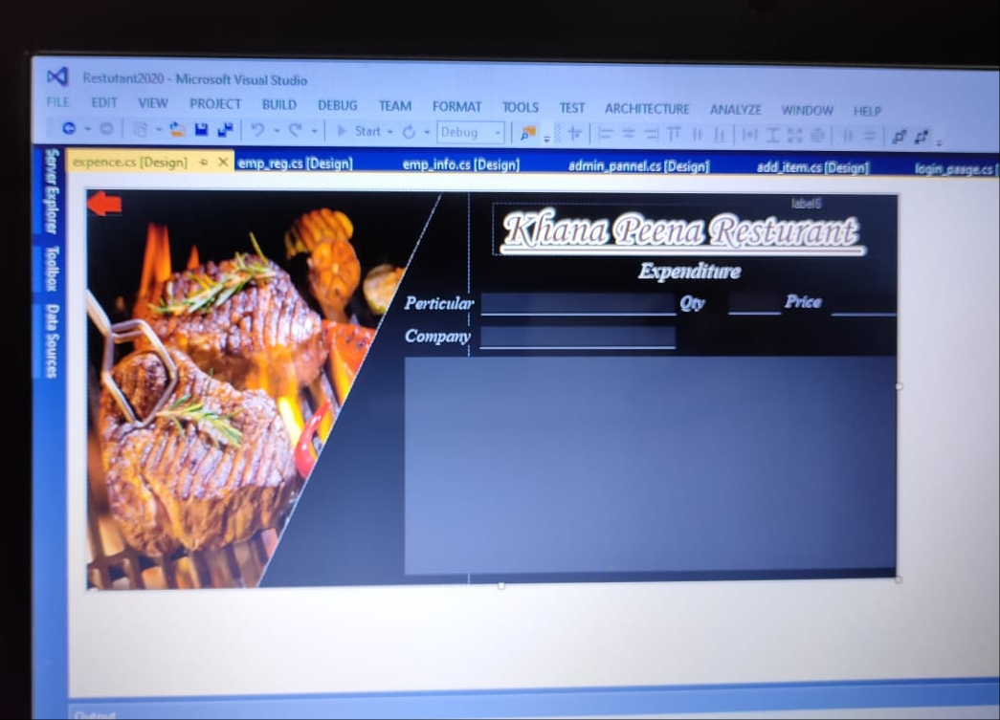 Restutant2020 - Microsoft Visual Studio
FILE EDIT VIEW PROJECT BUILD DEBUG TEAM FORMAT TOOLS TEST ARCHITECTURE ANALYZE WINDOW HELP
Start Debug
expence.cs [Design] emp_reg.cs [Design] emp_info.cs [Design] admin_pannel.cs [Design] add_item.cs [Design] login_paage.cs [
Server Explorer
Toolbox
Data Sources
label6
Khana Peena Resturant
Expenditure
Perticular Qty Price
Company
Output